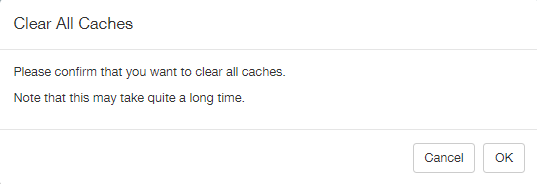 Clear All Caches
Please confirm that you want to clear all caches.
Note that this may take quite a long time.
Cancel
OK